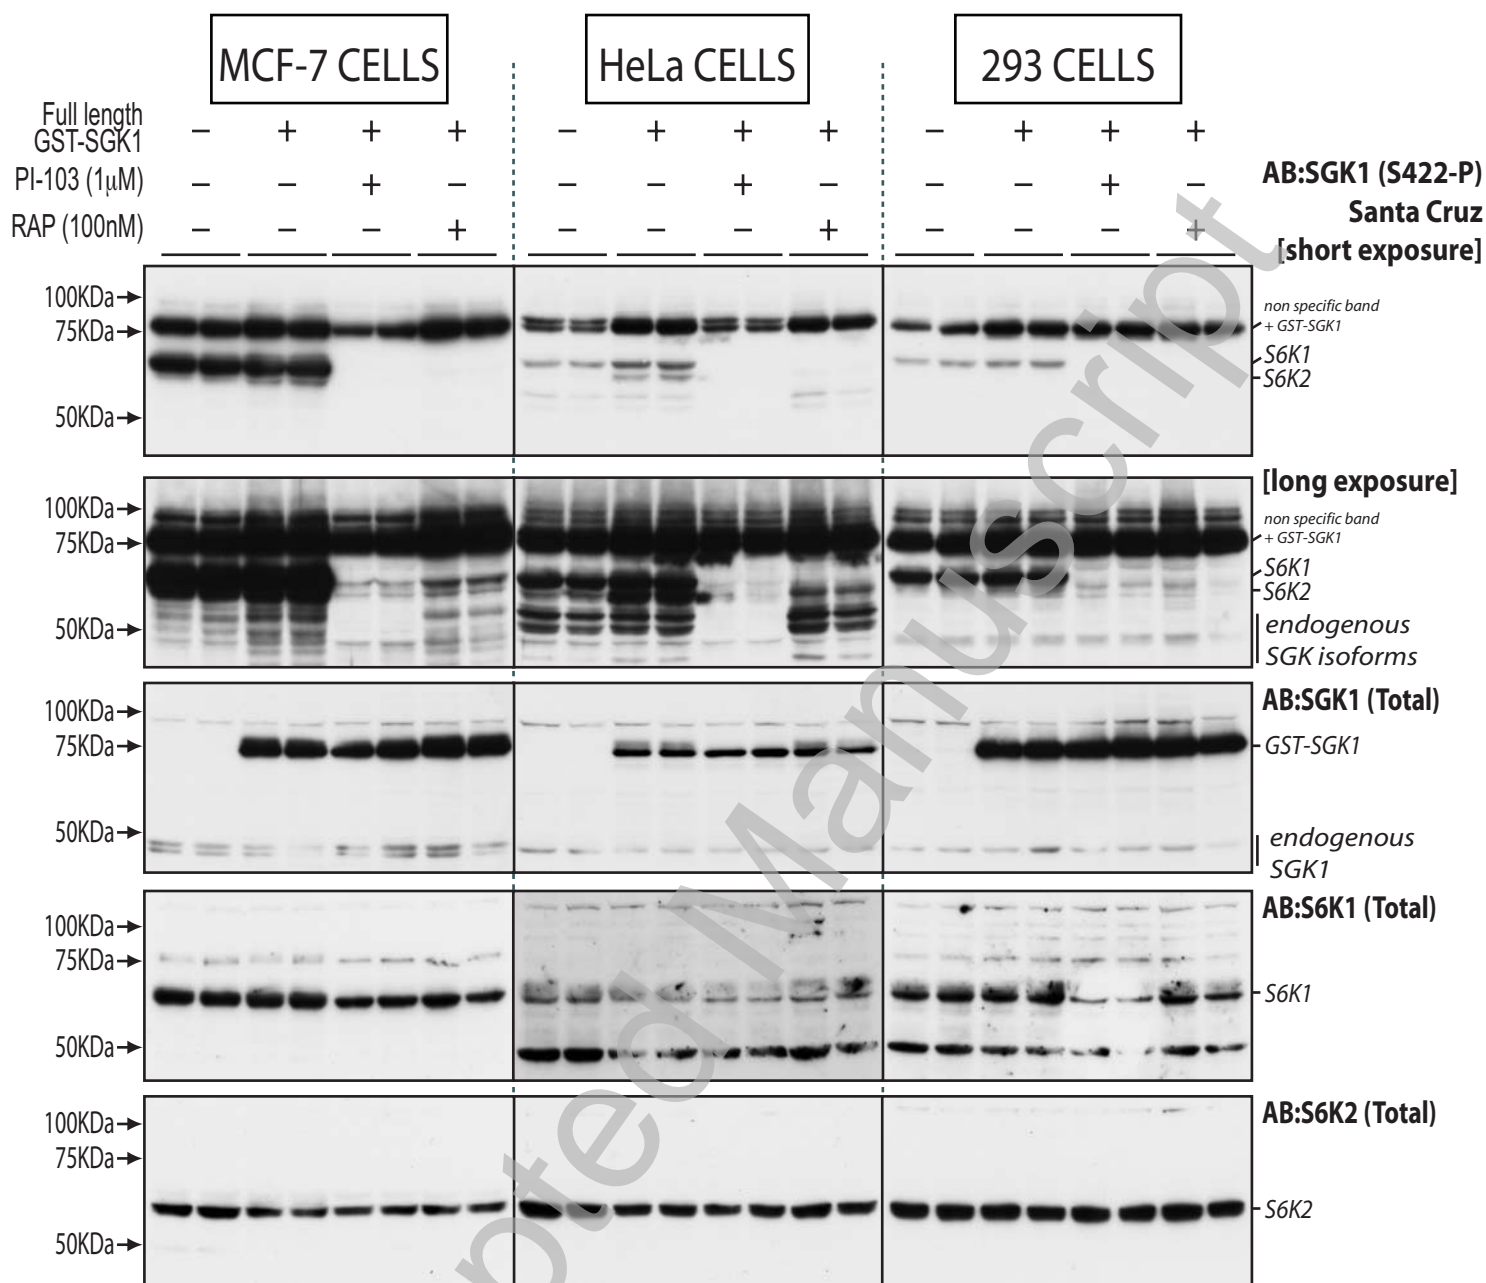 MCF-7 CELLS
HeLa CELLS
293 CELLS
Full length
GST-SGK1
− + + + − + + + − + + +
PI-103 (1μM)
− − + − − − + − − − + −
RAP (100nM)
− − − + − − − + − − − +
AB:SGK1 (S422-P)
Santa Cruz
[short exposure]
100KDa
75KDa
50KDa
non specific band
+ GST-SGK1
S6K1
S6K2
[long exposure]
100KDa
75KDa
50KDa
non specific band
+ GST-SGK1
S6K1
S6K2
endogenous
SGK isoforms
AB:SGK1 (Total)
100KDa
75KDa
50KDa
GST-SGK1
endogenous
SGK1
AB:S6K1 (Total)
100KDa
75KDa
50KDa
S6K1
AB:S6K2 (Total)
100KDa
75KDa
50KDa
S6K2
pted Manuscript